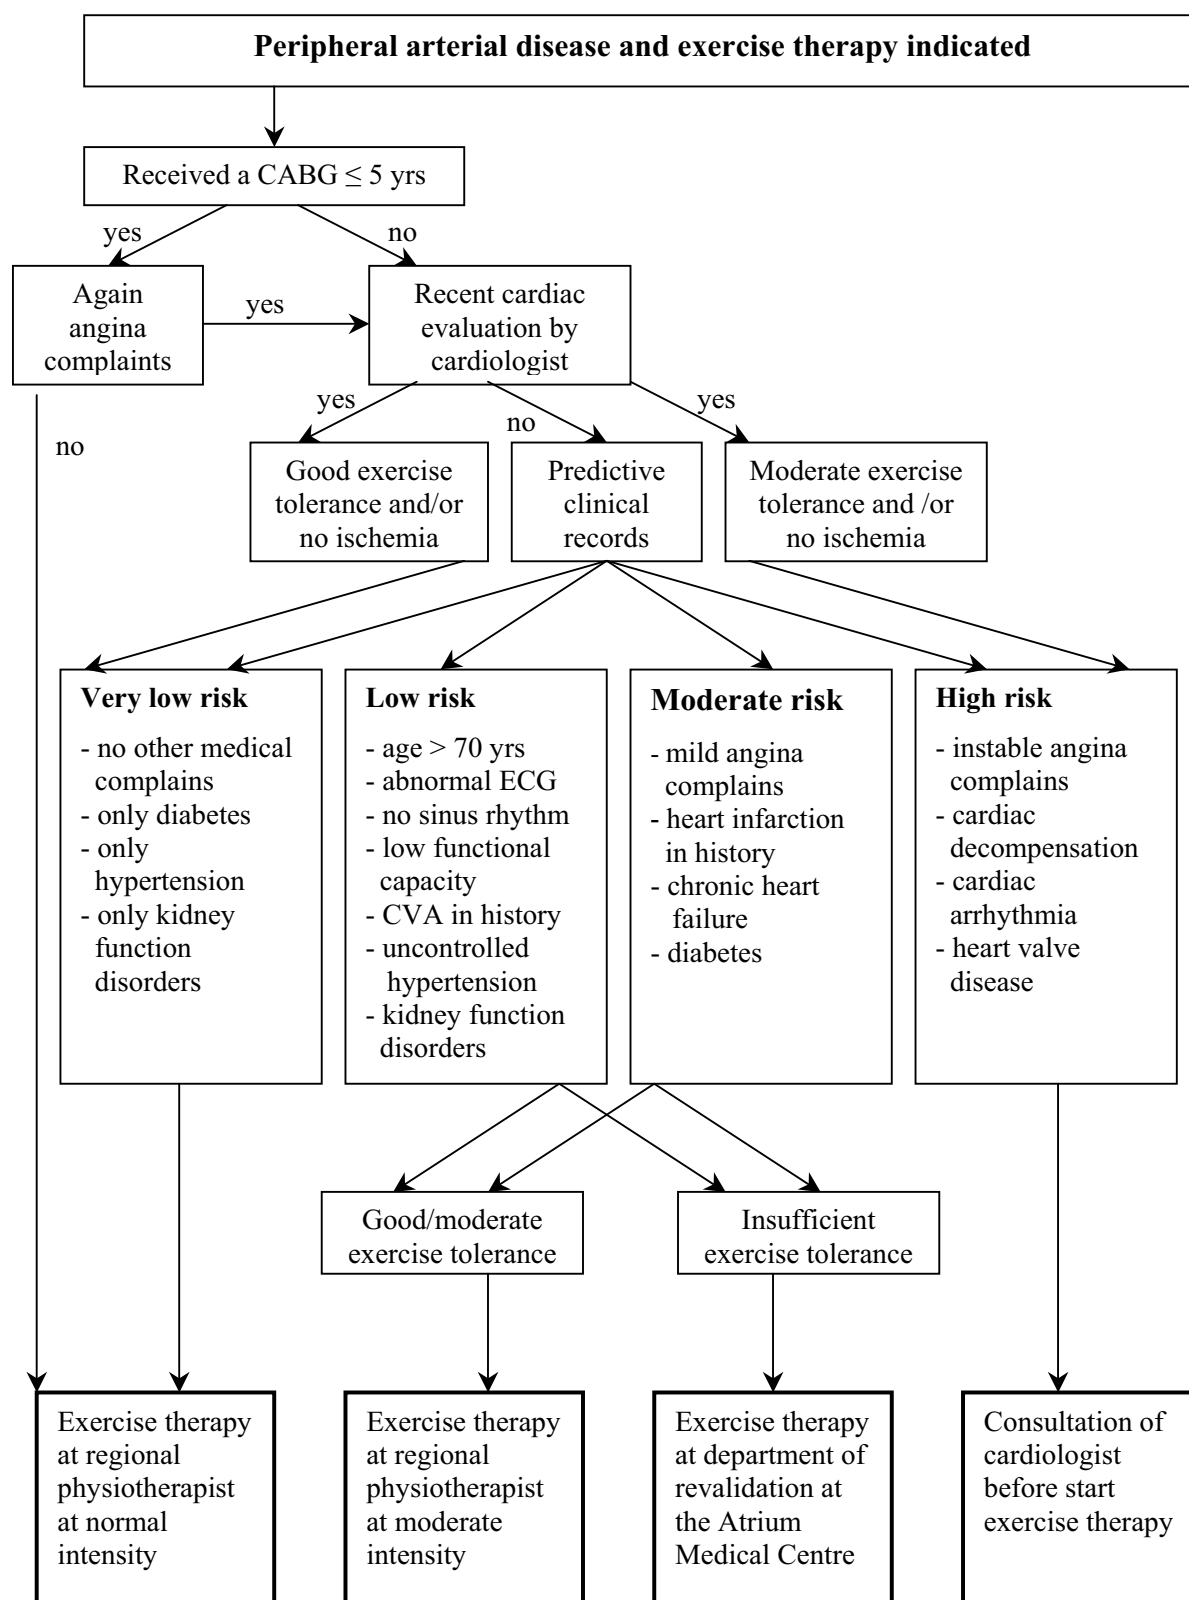 Peripheral arterial disease and exercise therapy indicated
Received a CABG ≤ 5 yrs
yes
no
Again
angina
complaints
yes
Recent cardiac
evaluation by
cardiologist
no
yes
no
yes
Good exercise
tolerance and/or
no ischemia
Predictive
clinical
records
Moderate exercise
tolerance and /or
no ischemia
Very low risk
- no other medical
complains
- only diabetes
- only
hypertension
- only kidney
function
disorders
Low risk
- age > 70 yrs
- abnormal ECG
- no sinus rhythm
- low functional
capacity
- CVA in history
- uncontrolled
hypertension
- kidney function
disorders
Moderate risk
- mild angina
complains
- heart infarction
in history
- chronic heart
failure
- diabetes
High risk
- instable angina
complains
- cardiac
decompensation
- cardiac
arrhythmia
- heart valve
disease
Good/moderate
exercise tolerance
Insufficient
exercise tolerance
Exercise therapy
at regional
physiotherapist
at normal
intensity
Exercise therapy
at regional
physiotherapist
at moderate
intensity
Exercise therapy
at department of
revalidation at
the Atrium
Medical Centre
Consultation of
cardiologist
before start
exercise therapy